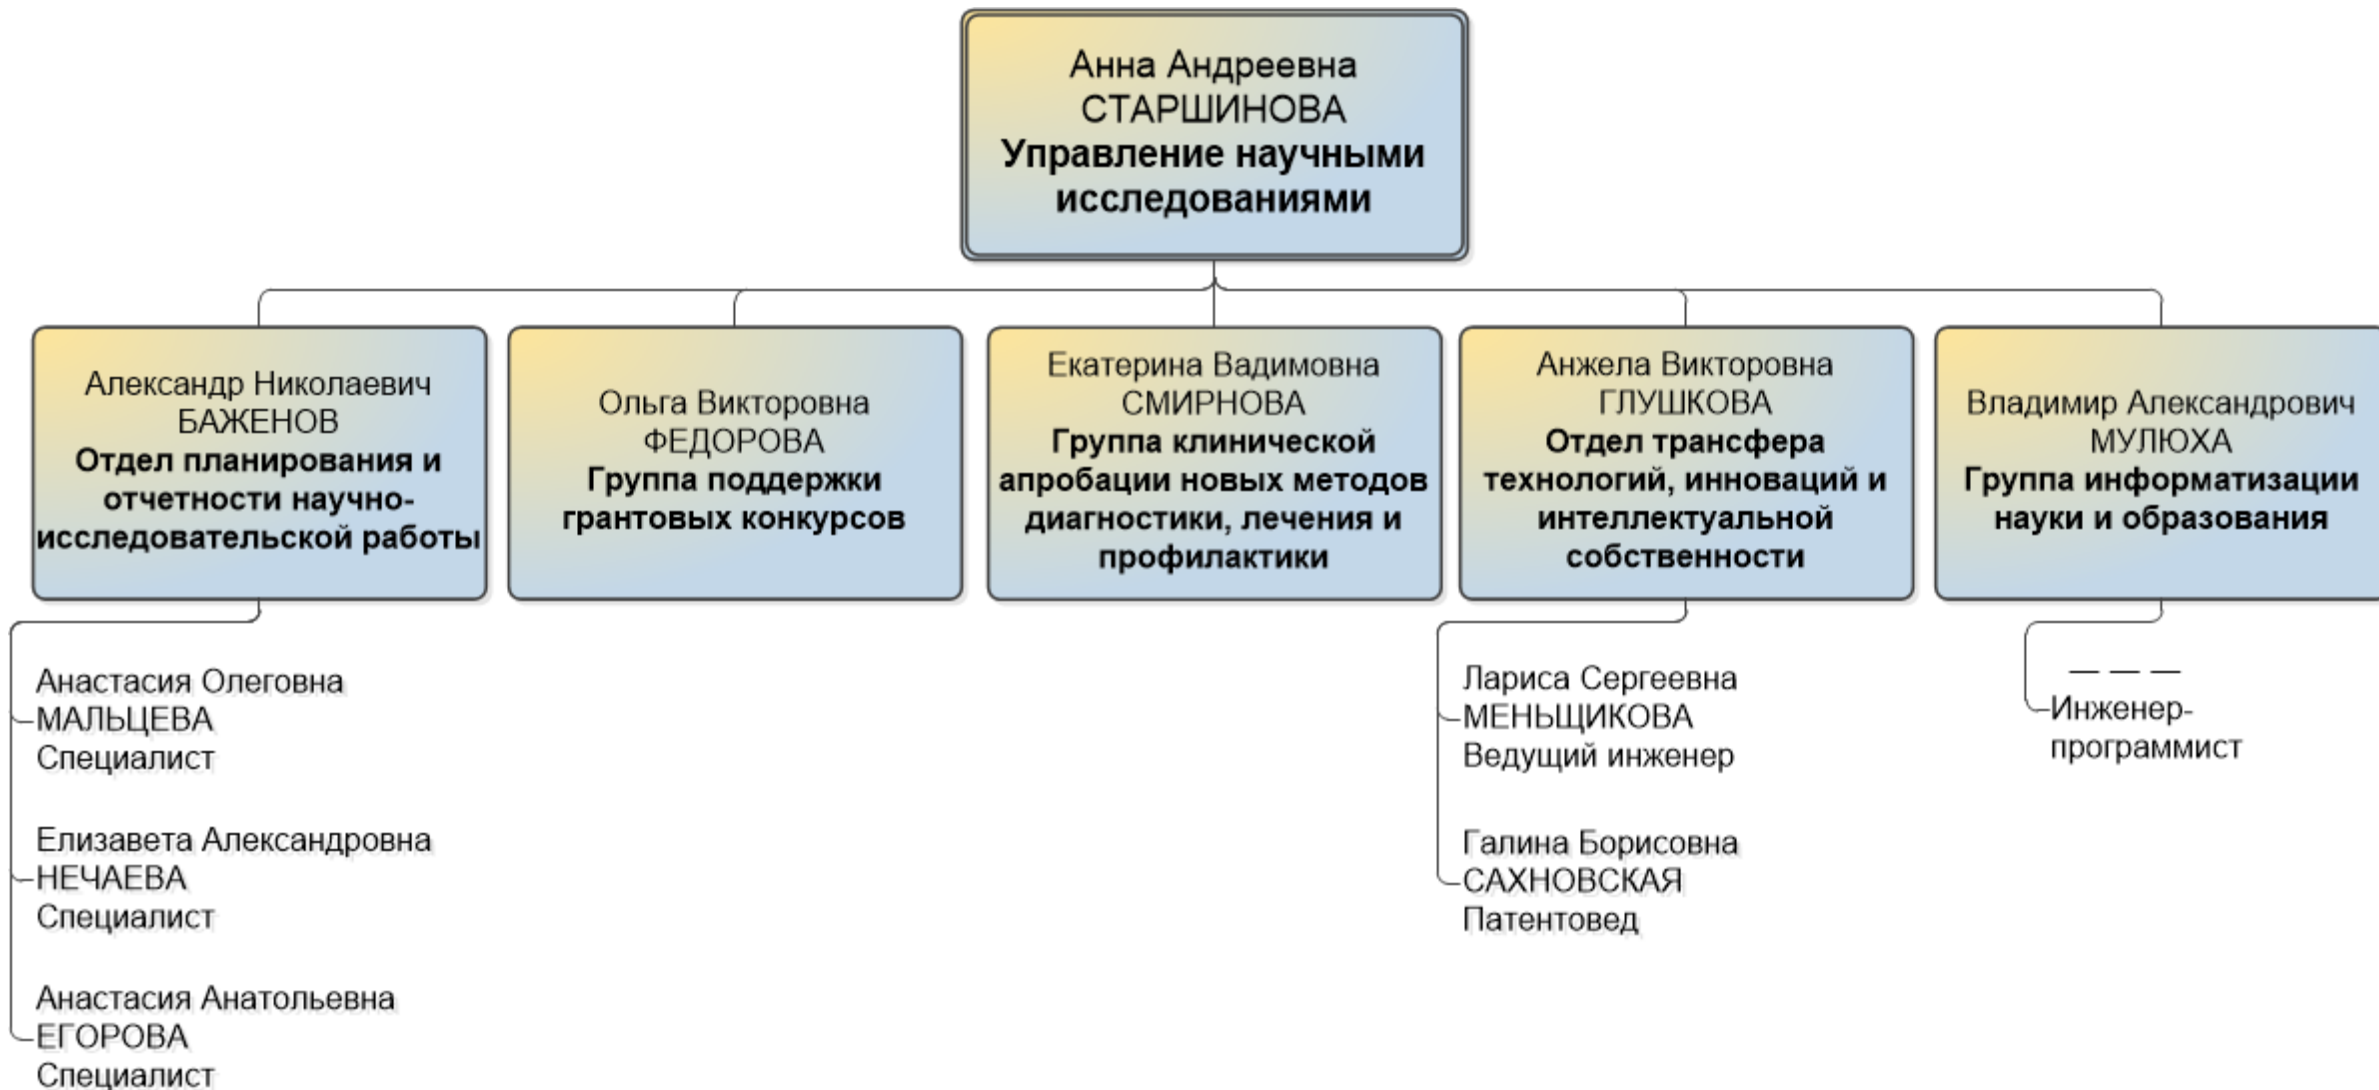 Анна Андреевна
СТАРШИНОВА
Управление научными
исследованиями
Александр Николаевич
БАЖЕНОВ
Отдел планирования и
отчетности научно-
исследовательской работы
Ольга Викторовна
ФЕДОРОВА
Группа поддержки
грантовых конкурсов
Екатерина Вадимовна
СМИРНОВА
Группа клинической
апробации новых методов
диагностики, лечения и
профилактики
Анжела Викторовна
ГЛУШКОВА
Отдел трансфера
технологий, инноваций и
интеллектуальной
собственности
Владимир Александрович
МУЛЮХА
Группа информатизации
науки и образования
Анастасия Олеговна
МАЛЬЦЕВА
Специалист
Елизавета Александровна
НЕЧАЕВА
Специалист
Анастасия Анатольевна
ЕГОРОВА
Специалист
Лариса Сергеевна
МЕНЬЩИКОВА
Ведущий инженер
Галина Борисовна
САХНОВСКАЯ
Патентовед
— — —
Инженер-
программист